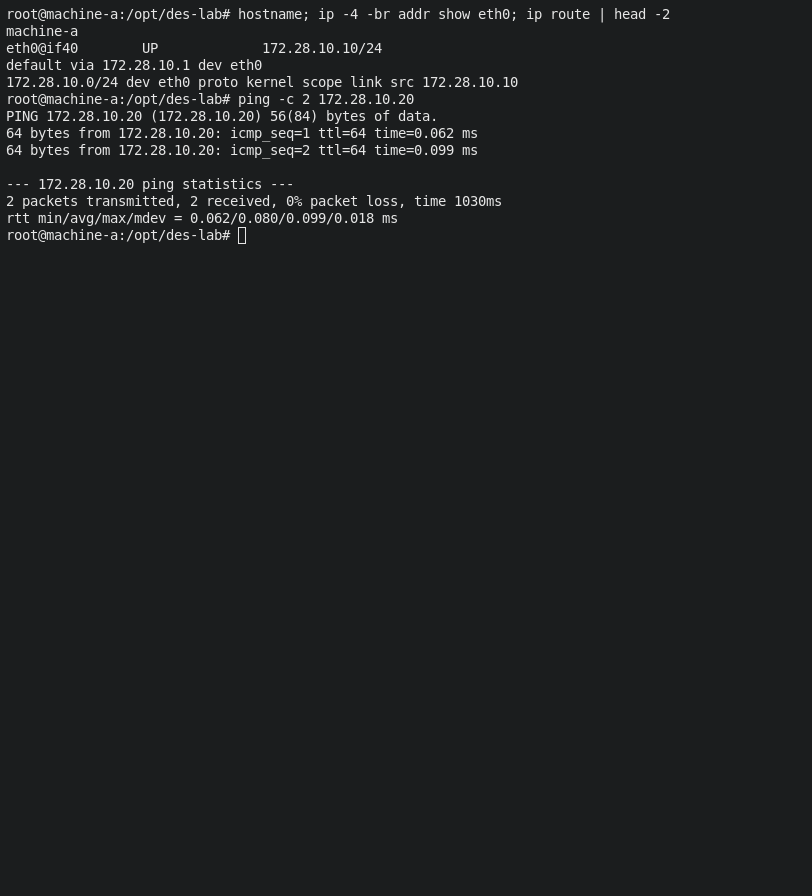 root@machine-a:/opt/des-lab# hostname; ip -4 -br addr show eth0; ip route | head -2
machine-a
eth0@if40        UP             172.28.10.10/24
default via 172.28.10.1 dev eth0
172.28.10.0/24 dev eth0 proto kernel scope link src 172.28.10.10
root@machine-a:/opt/des-lab# ping -c 2 172.28.10.20
PING 172.28.10.20 (172.28.10.20) 56(84) bytes of data.
64 bytes from 172.28.10.20: icmp_seq=1 ttl=64 time=0.062 ms
64 bytes from 172.28.10.20: icmp_seq=2 ttl=64 time=0.099 ms

--- 172.28.10.20 ping statistics ---
2 packets transmitted, 2 received, 0% packet loss, time 1030ms
rtt min/avg/max/mdev = 0.062/0.080/0.099/0.018 ms
root@machine-a:/opt/des-lab#